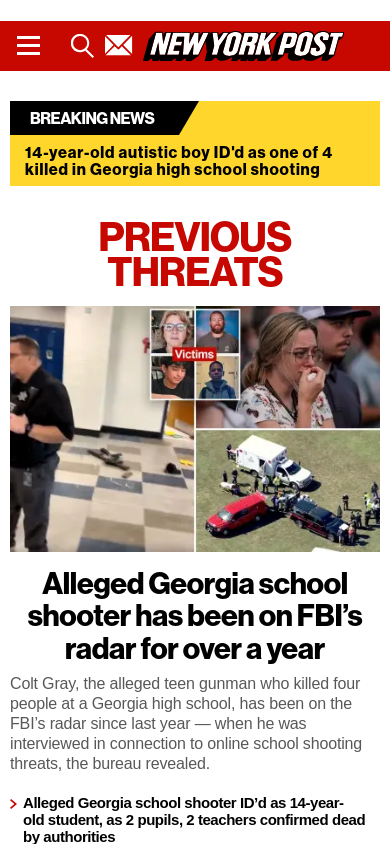 NEW YORK POST
BREAKING NEWS
14-year-old autistic boy ID'd as one of 4
killed in Georgia high school shooting
PREVIOUS
THREATS
Victims
Alleged Georgia school
shooter has been on FBI’s
radar for over a year
Colt Gray, the alleged teen gunman who killed four
people at a Georgia high school, has been on the
FBI’s radar since last year — when he was
interviewed in connection to online school shooting
threats, the bureau revealed.
Alleged Georgia school shooter ID’d as 14-year-
old student, as 2 pupils, 2 teachers confirmed dead
by authorities